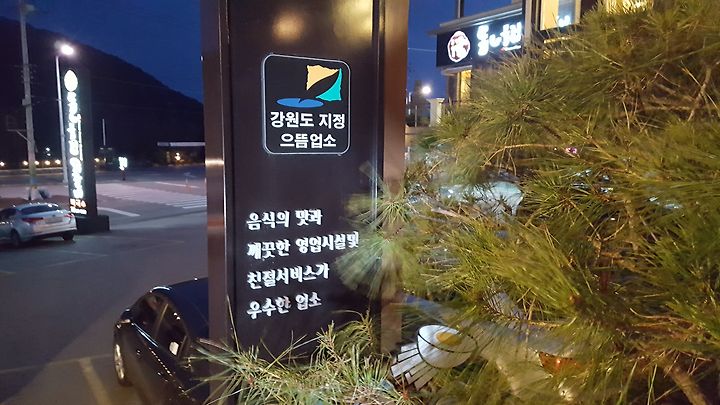 강원도 지정
으뜸업소
음식의 맛과
깨끗한 영업시설및
친절서비스가
우수한 업소